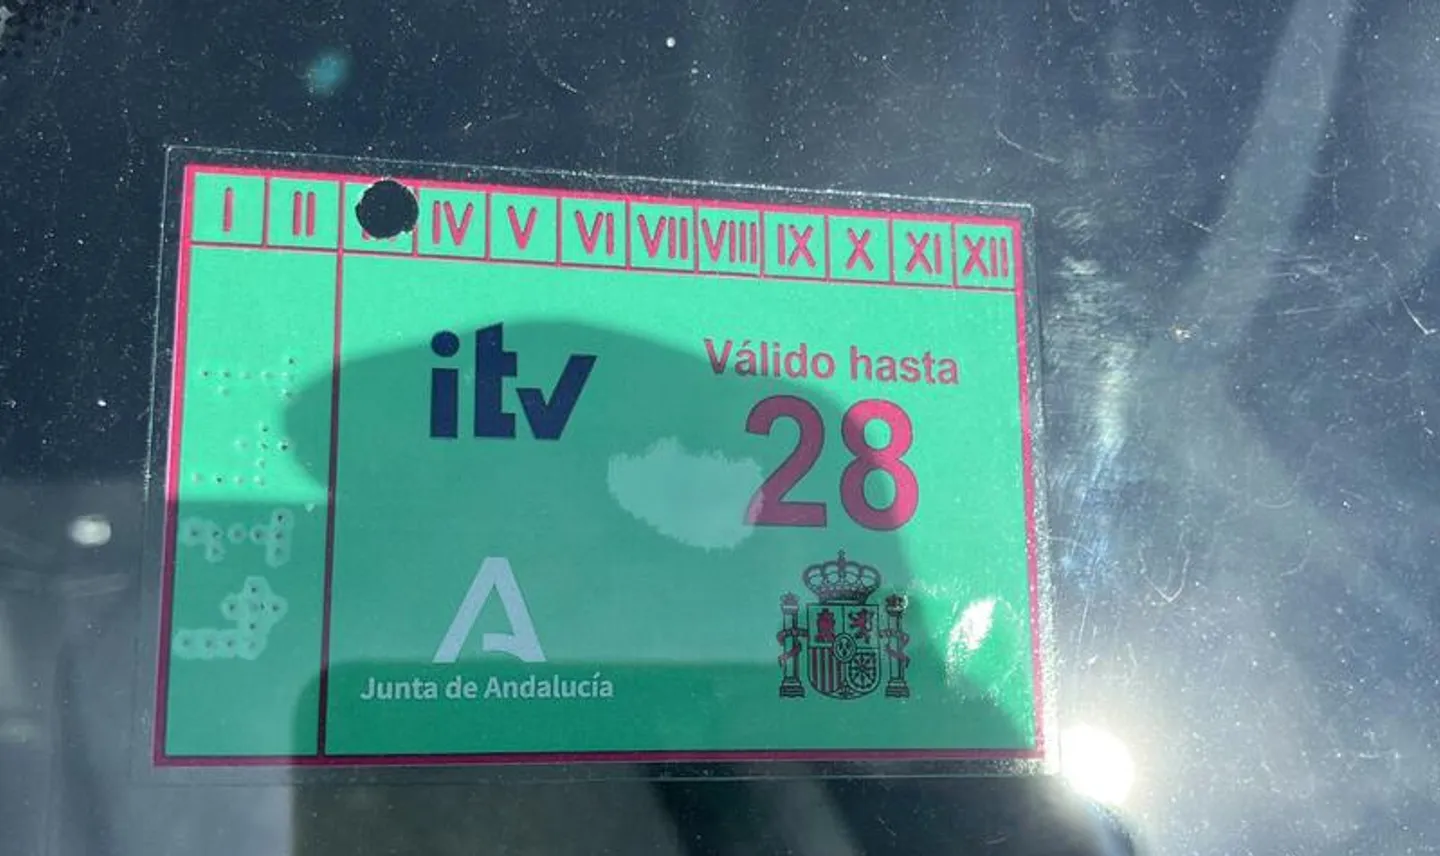 I II IV V VI VII VIII IX X XI XII
itv
Válido hasta
28
Junta de Andalucía